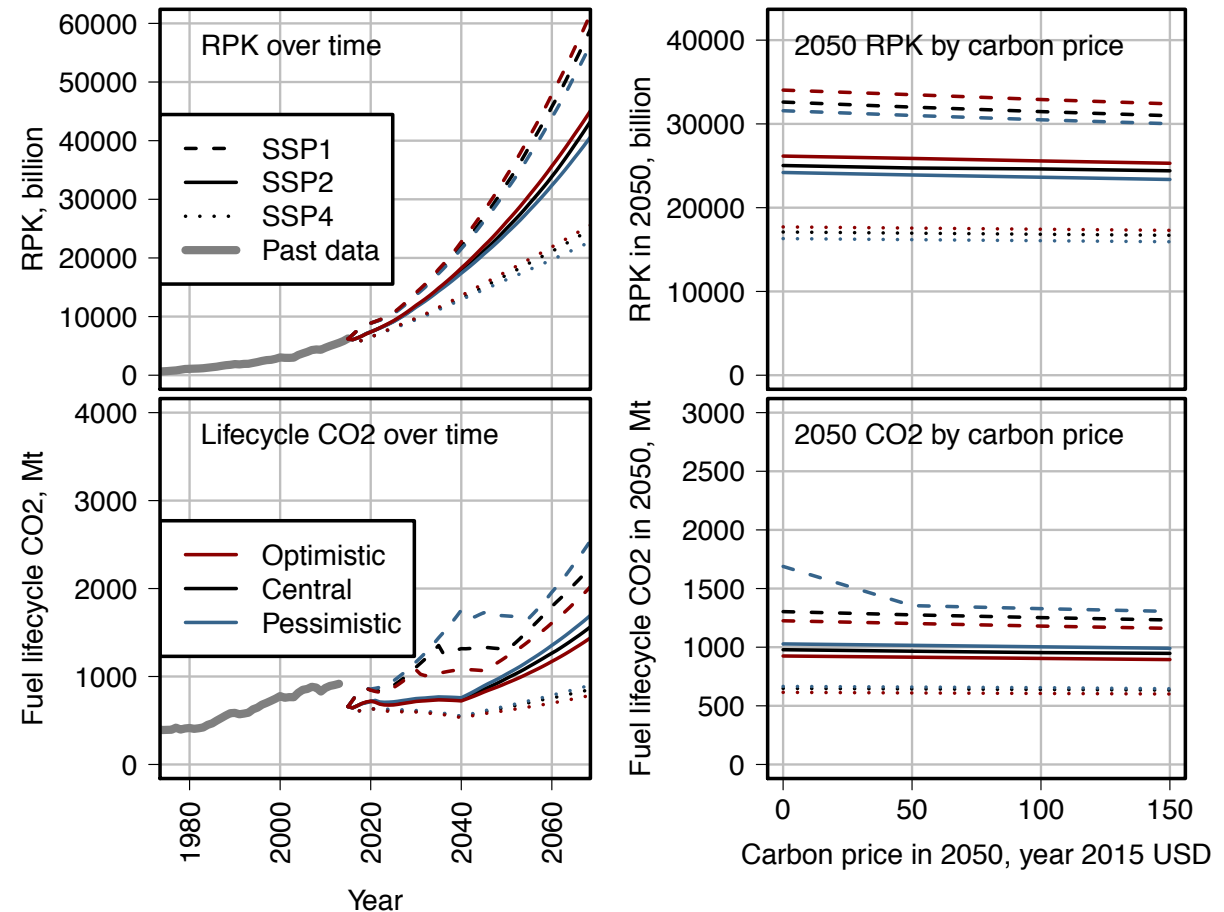 RPK over time
RPK, billion
60000
50000
40000
30000
20000
10000
0
SSP1
SSP2
SSP4
Past data
2050 RPK by carbon price
RPK in 2050, billion
40000
30000
20000
10000
0
Lifecycle CO2 over time
Fuel lifecycle CO2, Mt
4000
3000
2000
1000
0
Optimistic
Central
Pessimistic
1980
2000
2020
2040
2060
Year
2050 CO2 by carbon price
Fuel lifecycle CO2 in 2050, Mt
3000
2500
2000
1500
1000
500
0
0
50
100
150
Carbon price in 2050, year 2015 USD